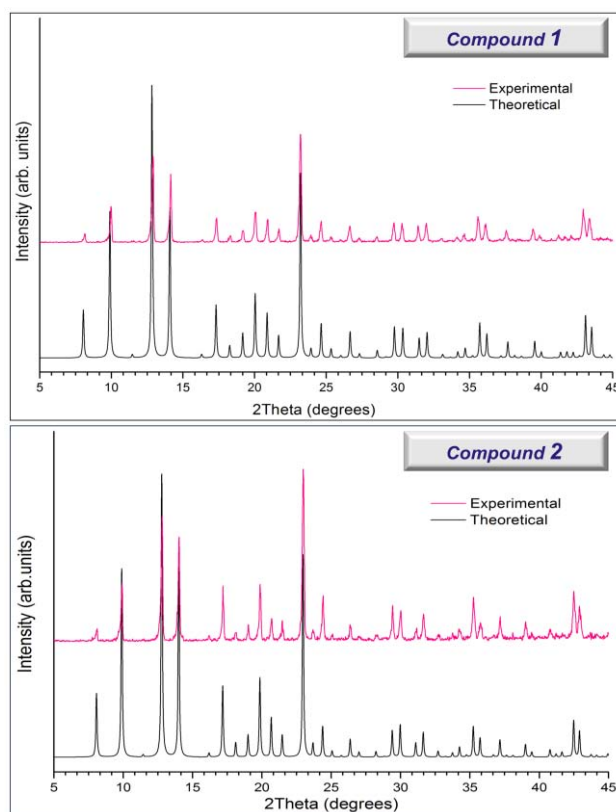 Compound 1
Experimental
Theoretical
Intensity (arb. units)
5 10 15 20 25 30 35 40 45
2Theta (degrees)
Compound 2
Experimental
Theoretical
Intensity (arb.units)
5 10 15 20 25 30 35 40 45
2Theta (degrees)